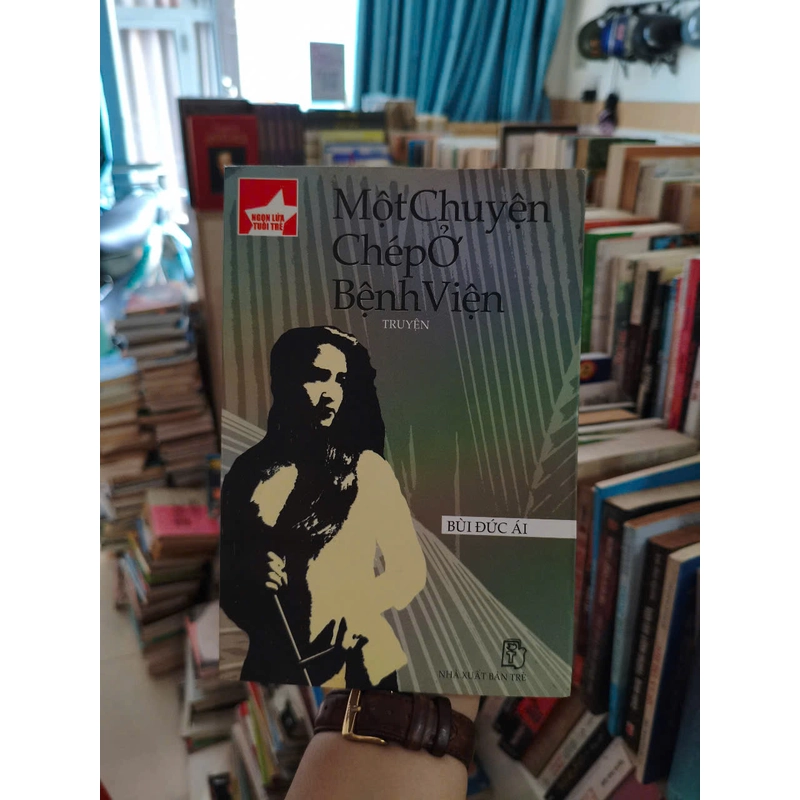 NGỌN LỬA
TUỔI TRẺ
Một Chuyện
Chép Ở
Bệnh Viện
TRUYỆN
BÙI ĐỨC ÁI
NHÀ XUẤT BẢN TRẺ